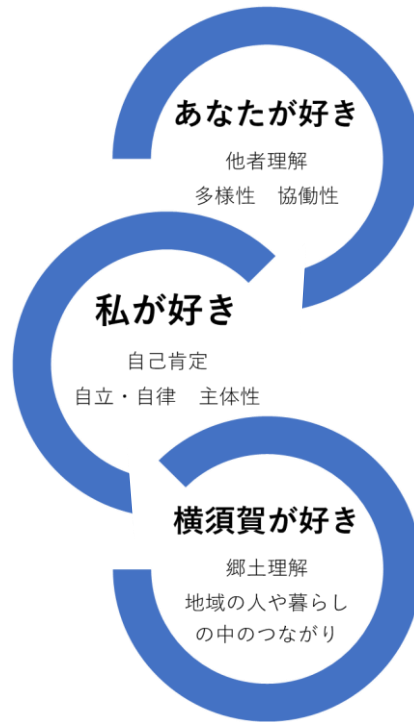 あなたが好き
他者理解
多様性　協働性
私が好き
自己肯定
自立・自律　主体性
横須賀が好き
郷土理解
地域の人や暮らし
の中のつながり